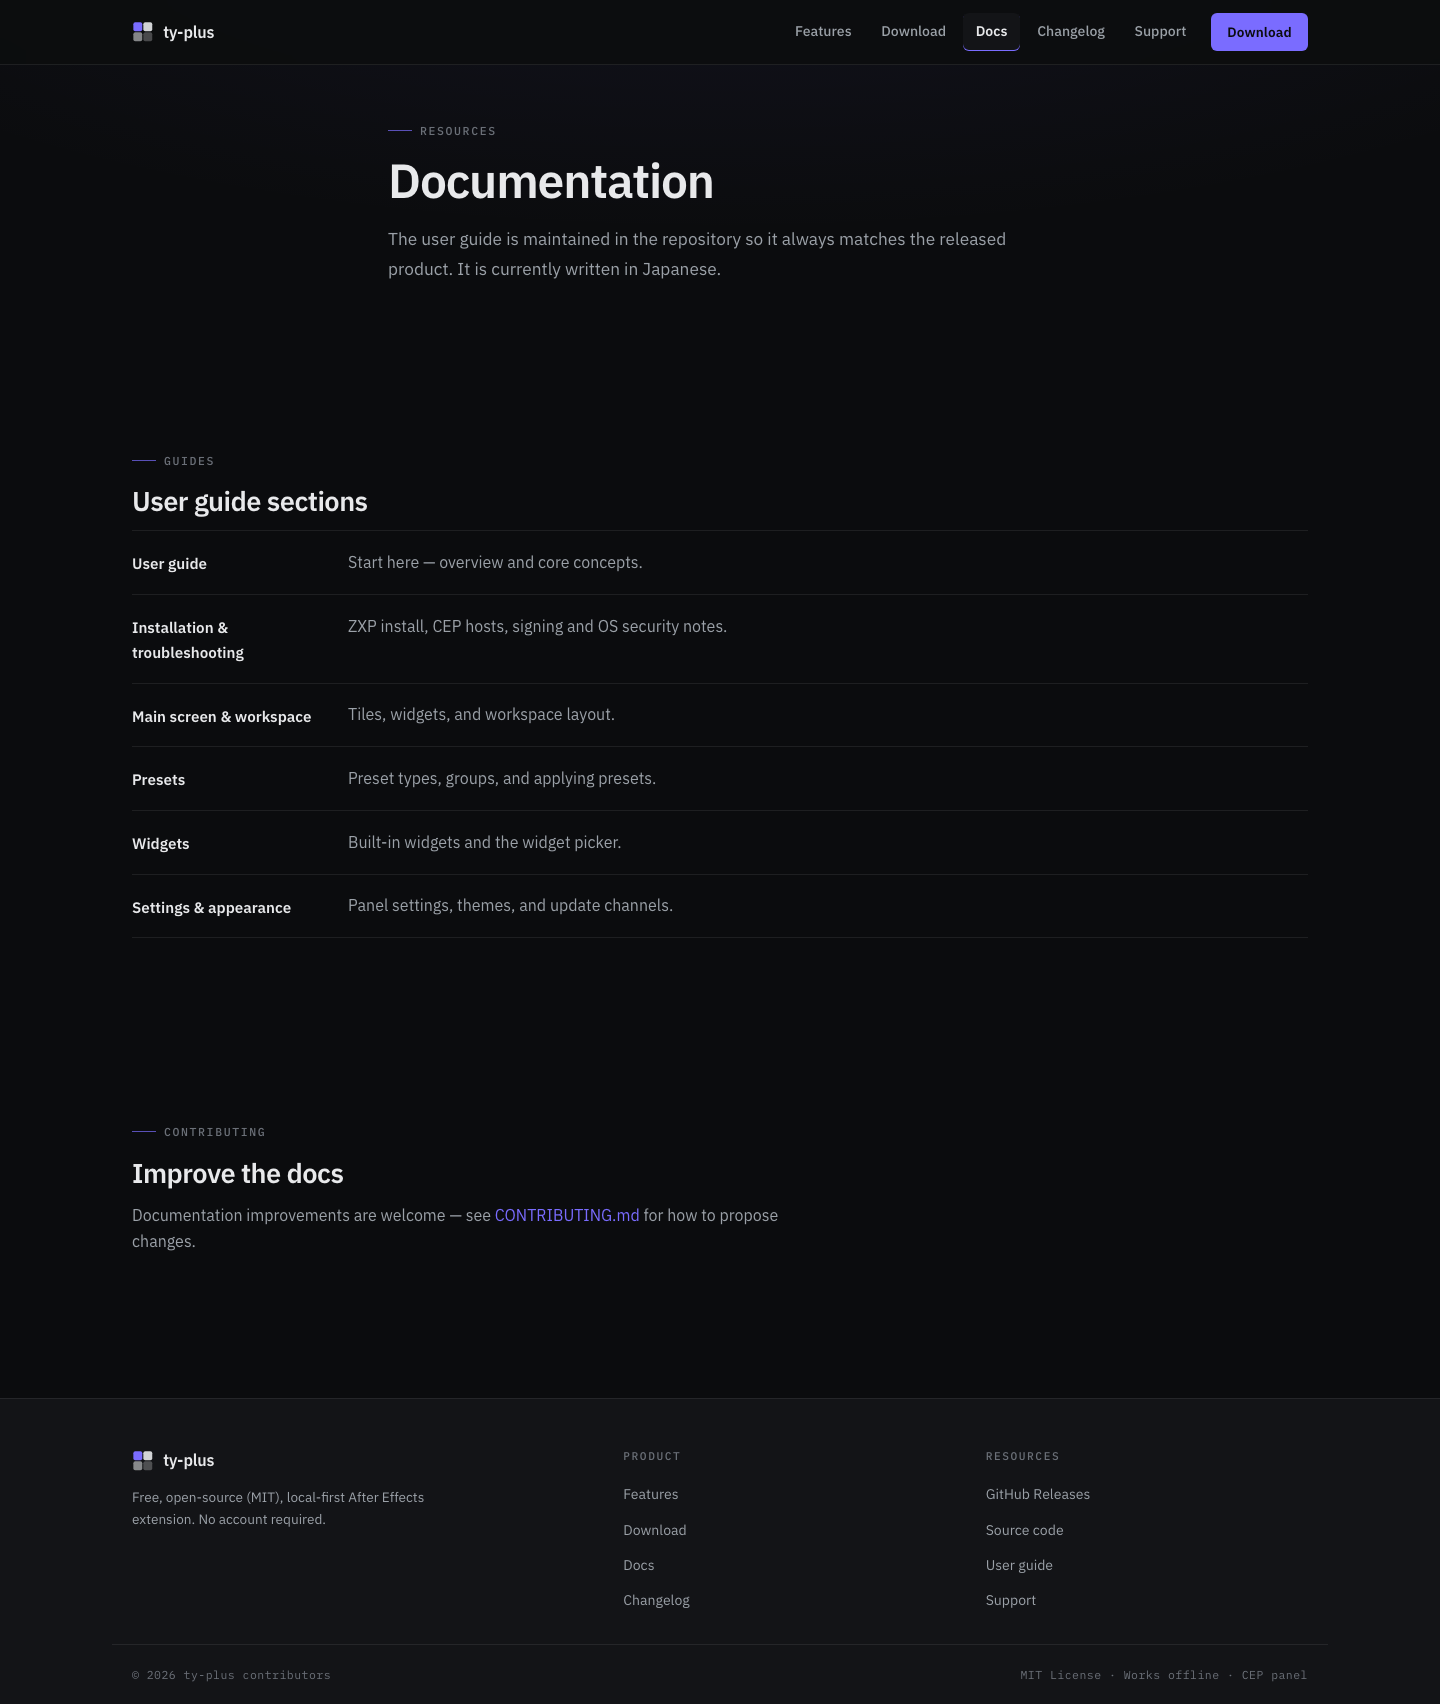 ty-plus
Features
Download
Docs
Changelog
Support
Download
RESOURCES
Documentation
The user guide is maintained in the repository so it always matches the released
product. It is currently written in Japanese.
GUIDES
User guide sections
User guide
Start here — overview and core concepts.
Installation &
troubleshooting
ZXP install, CEP hosts, signing and OS security notes.
Main screen & workspace
Tiles, widgets, and workspace layout.
Presets
Preset types, groups, and applying presets.
Widgets
Built-in widgets and the widget picker.
Settings & appearance
Panel settings, themes, and update channels.
CONTRIBUTING
Improve the docs
Documentation improvements are welcome — see CONTRIBUTING.md for how to propose
changes.
ty-plus
Free, open-source (MIT), local-first After Effects
extension. No account required.
PRODUCT
Features
Download
Docs
Changelog
RESOURCES
GitHub Releases
Source code
User guide
Support
© 2026 ty-plus contributors
MIT License · Works offline · CEP panel